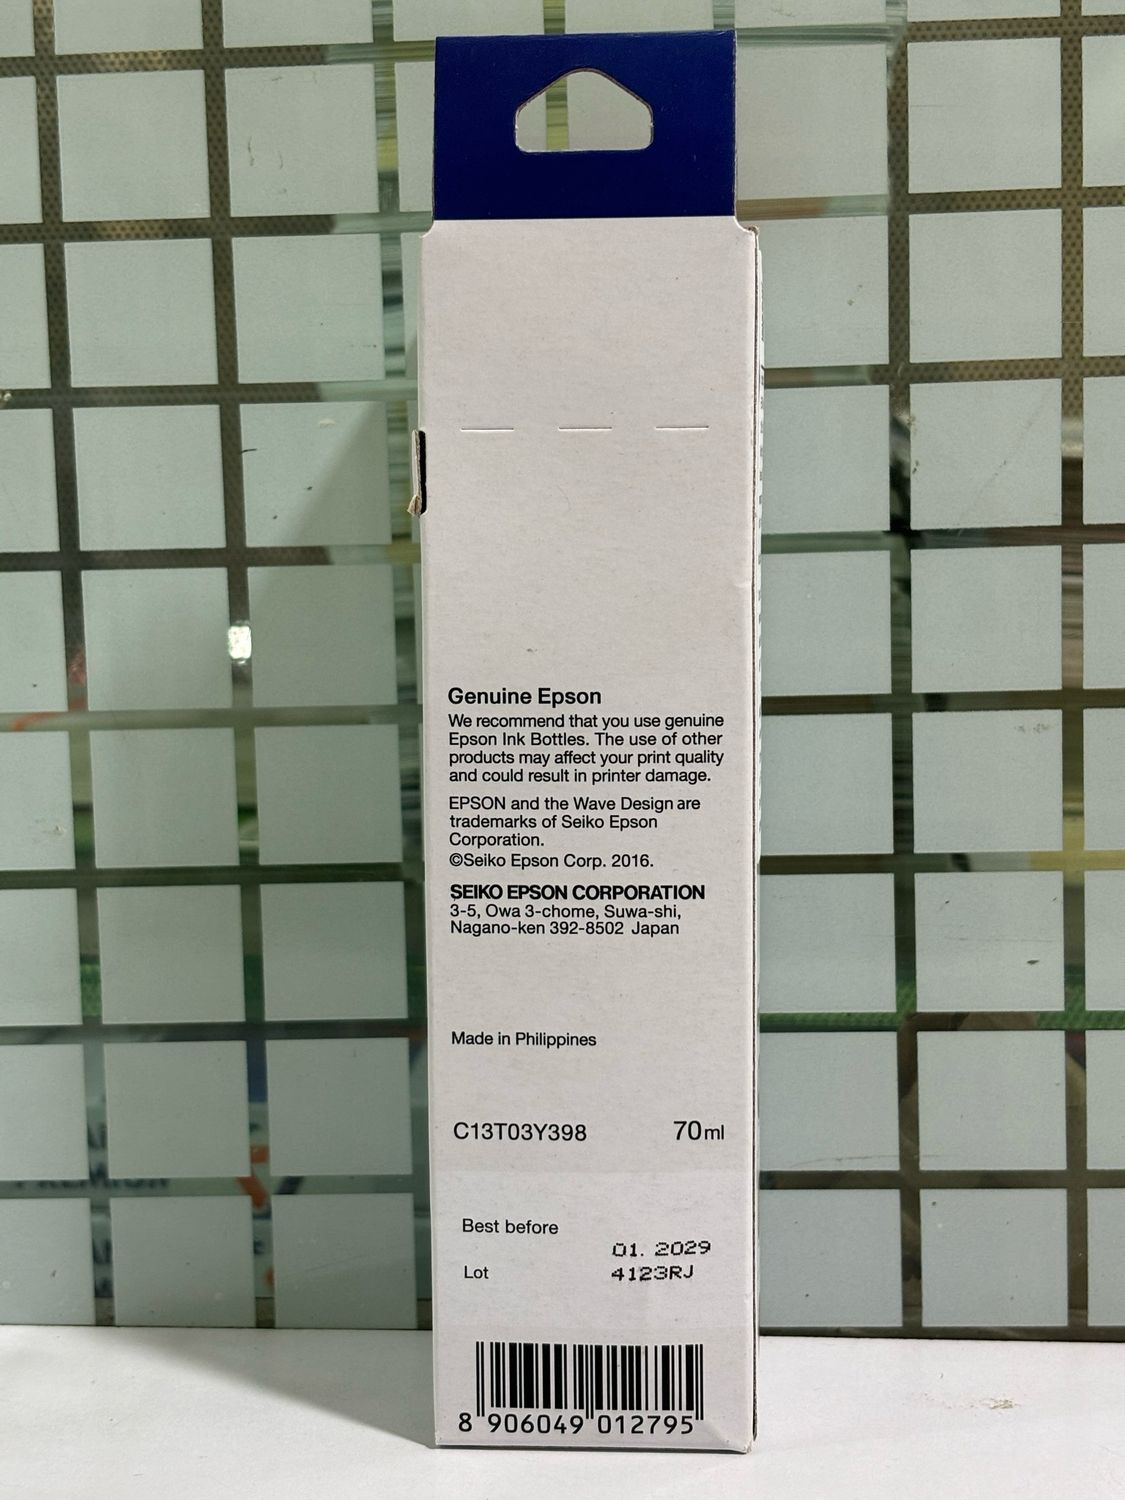 Genuine Epson
We recommend that you use genuine
Epson Ink Bottles. The use of other
products may affect your print quality
and could result in printer damage.
EPSON and the Wave Design are
trademarks of Seiko Epson
Corporation.
©Seiko Epson Corp. 2016.
SEIKO EPSON CORPORATION
3-5, Owa 3-chome, Suwa-shi,
Nagano-ken 392-8502 Japan
Made in Philippines
C13T03Y398 70ml
Best before
01. 2029
Lot 4123RJ
8 906049 012795